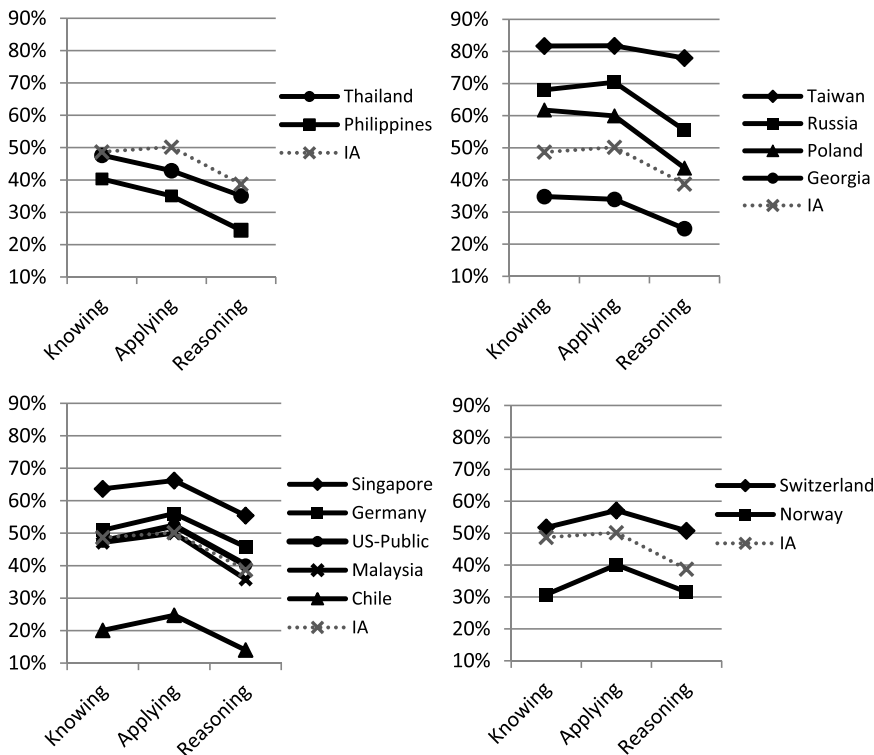 90%
80%
70%
60%
50%
40%
30%
20%
10%
Knowing
Applying
Reasoning
Thailand
Philippines
IA
90%
80%
70%
60%
50%
40%
30%
20%
10%
Knowing
Applying
Reasoning
Taiwan
Russia
Poland
Georgia
IA
90%
80%
70%
60%
50%
40%
30%
20%
10%
Knowing
Applying
Reasoning
Singapore
Germany
US-Public
Malaysia
Chile
IA
90%
80%
70%
60%
50%
40%
30%
20%
10%
Knowing
Applying
Reasoning
Switzerland
Norway
IA